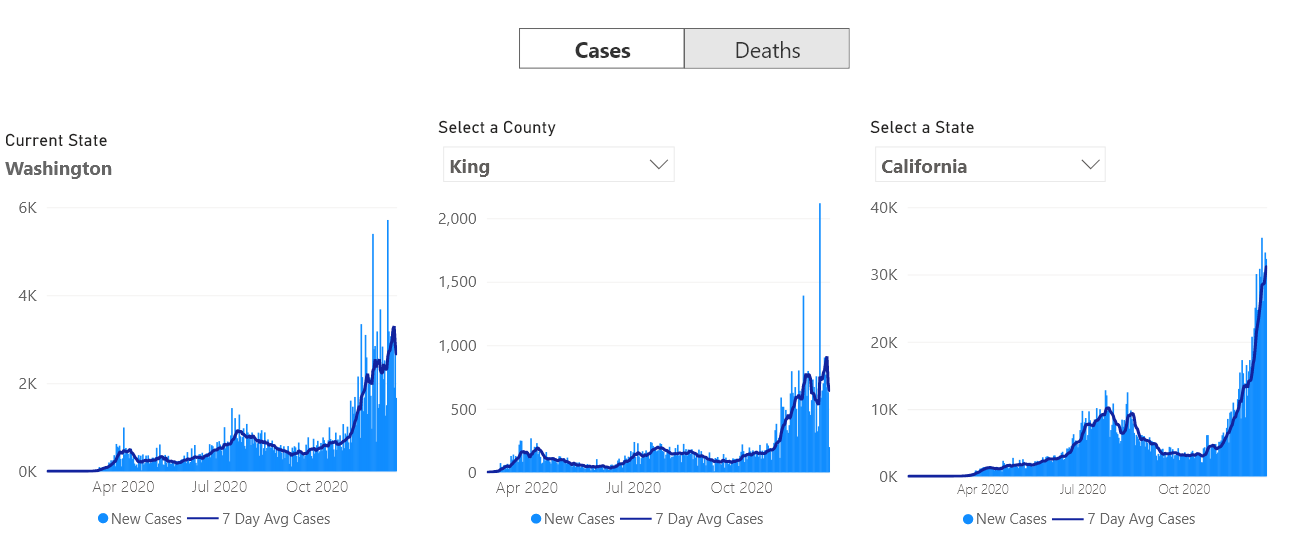 Cases Deaths
Current State
Washington
6K
4K
2K
0K
Apr 2020 Jul 2020 Oct 2020
New Cases 7 Day Avg Cases
Select a County
King
2,000
1,500
1,000
500
0
Apr 2020 Jul 2020 Oct 2020
New Cases 7 Day Avg Cases
Select a State
California
40K
30K
20K
10K
0K
Apr 2020 Jul 2020 Oct 2020
New Cases 7 Day Avg Cases